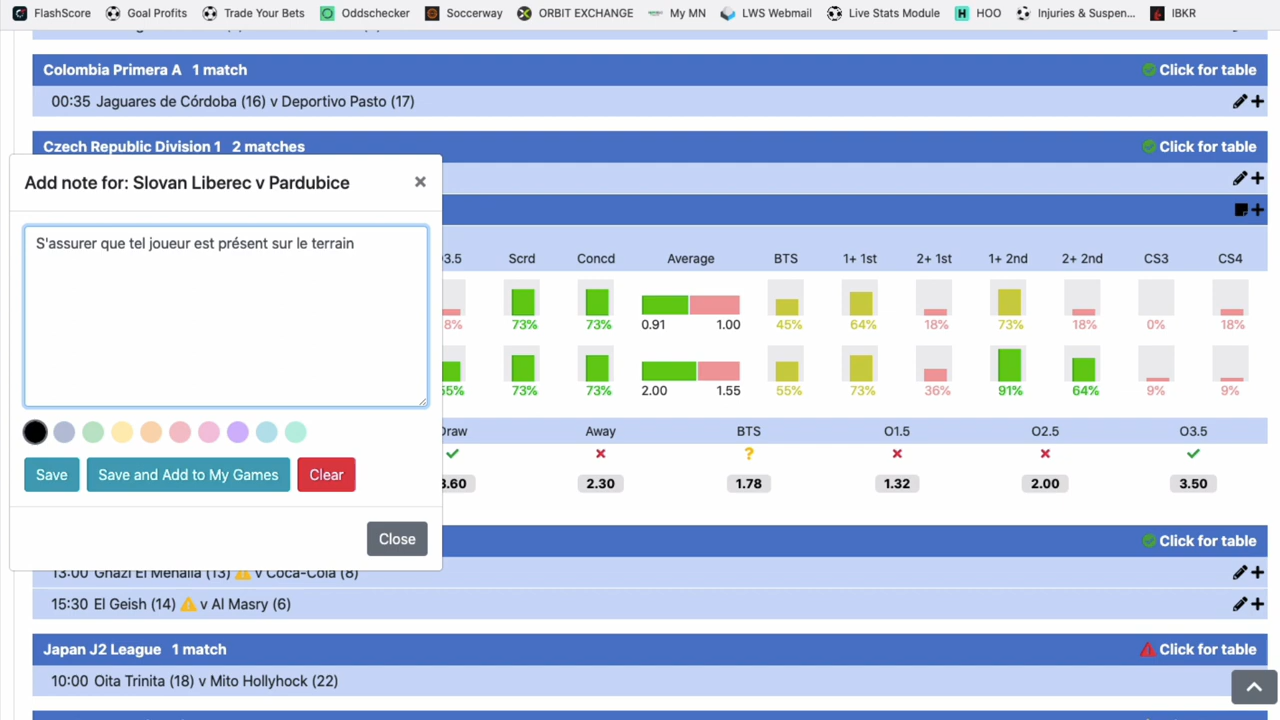 FlashScore Goal Profits Trade Your Bets Oddschecker Soccerway ORBIT EXCHANGE My MN LWS Webmail Live Stats Module HOO Injuries & Suspen... IBKR
Colombia Primera A 1 match Click for table
00:35 Jaguares de Córdoba (16) v Deportivo Pasto (17)
Czech Republic Division 1 2 matches Click for table
Add note for: Slovan Liberec v Pardubice ×
S'assurer que tel joueur est présent sur le terrain
Save Save and Add to My Games Clear
Close
Scrd Concd Average BTS 1+ 1st 2+ 1st 1+ 2nd 2+ 2nd CS3 CS4
73% 73% 0.91 1.00 45% 64% 18% 73% 18% 0% 18%
73% 73% 2.00 1.55 55% 73% 36% 91% 64% 9% 9%
Away BTS O1.5 O2.5 O3.5
?
2.30 1.78 1.32 2.00 3.50
Click for table
13:00 Ghazl El Mehalla (13) v Coca-Cola (8)
15:30 El Geish (14) v Al Masry (6)
Japan J2 League 1 match Click for table
10:00 Oita Trinita (18) v Mito Hollyhock (22)